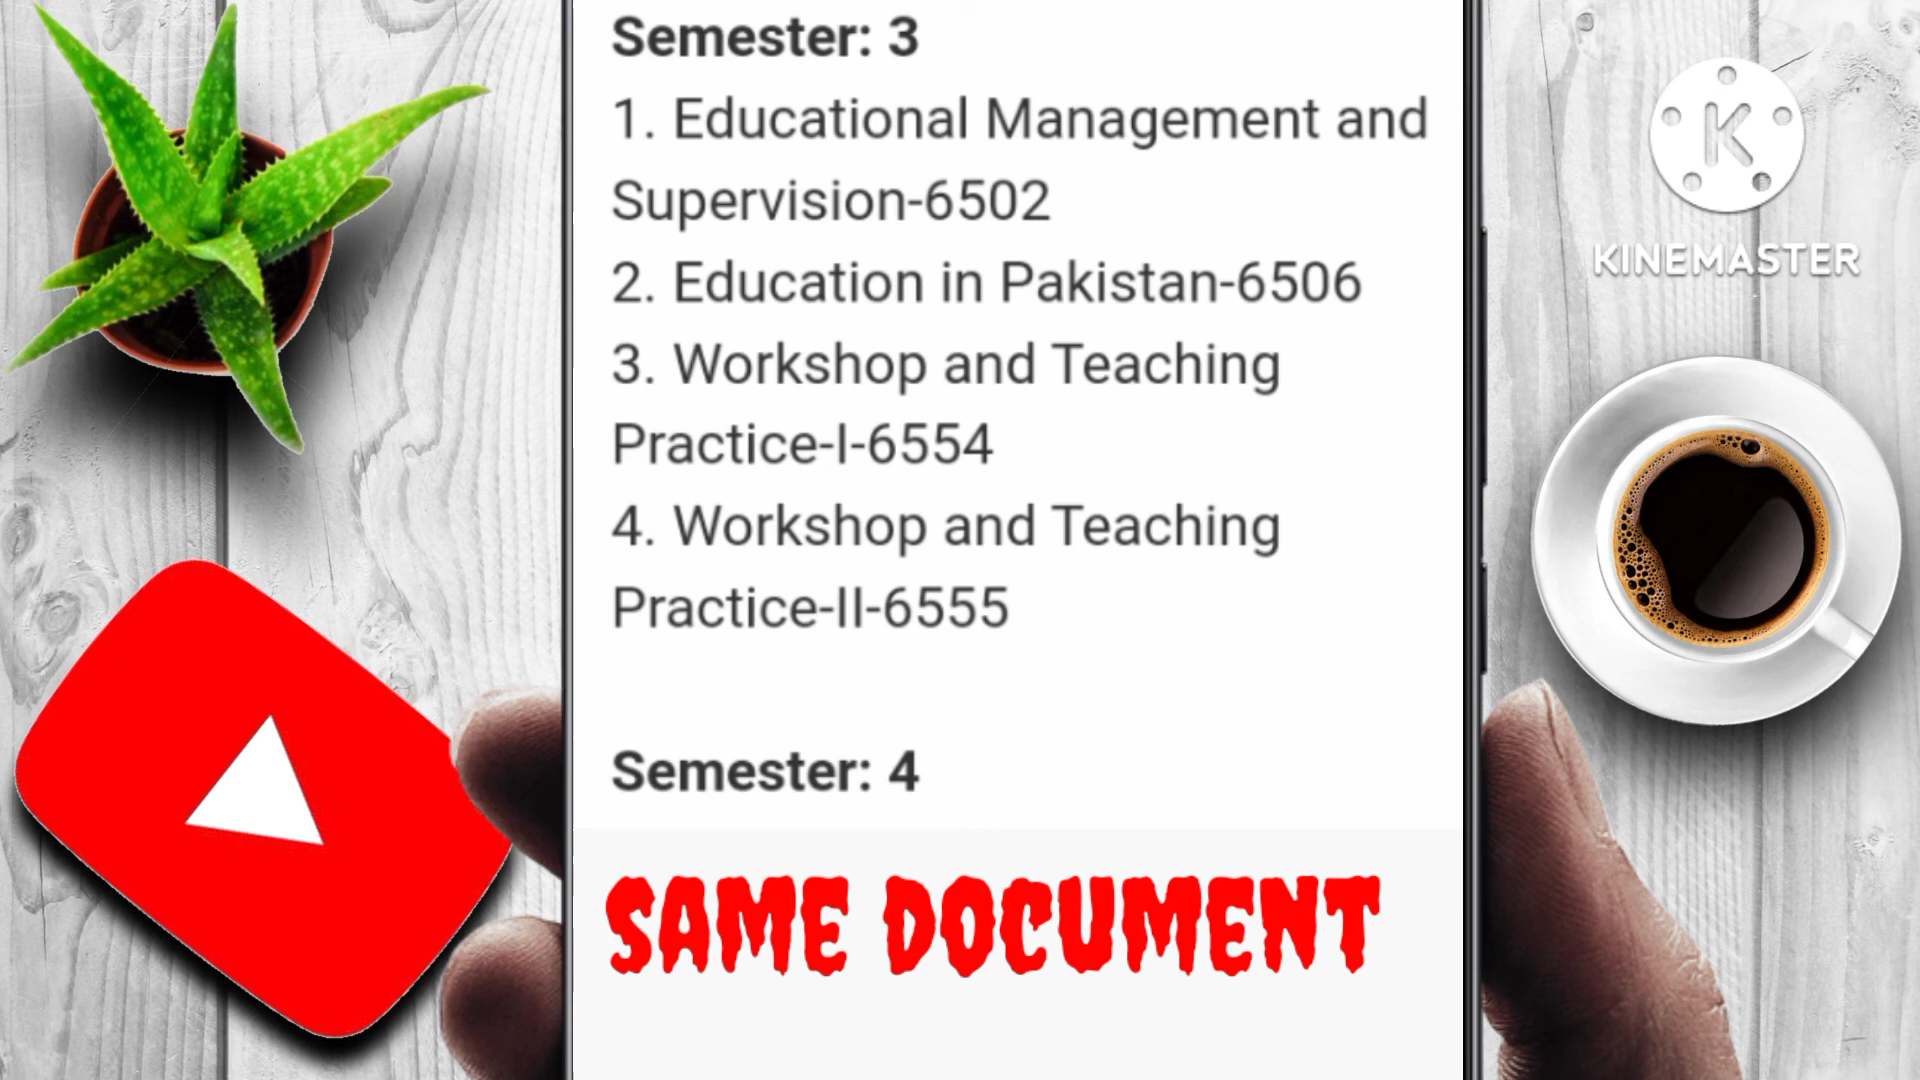 Semester: 3
1. Educational Management and
Supervision-6502
2. Education in Pakistan-6506
3. Workshop and Teaching
Practice-I-6554
4. Workshop and Teaching
Practice-II-6555
Semester: 4
SAME DOCUMENT
K
KINEMASTER